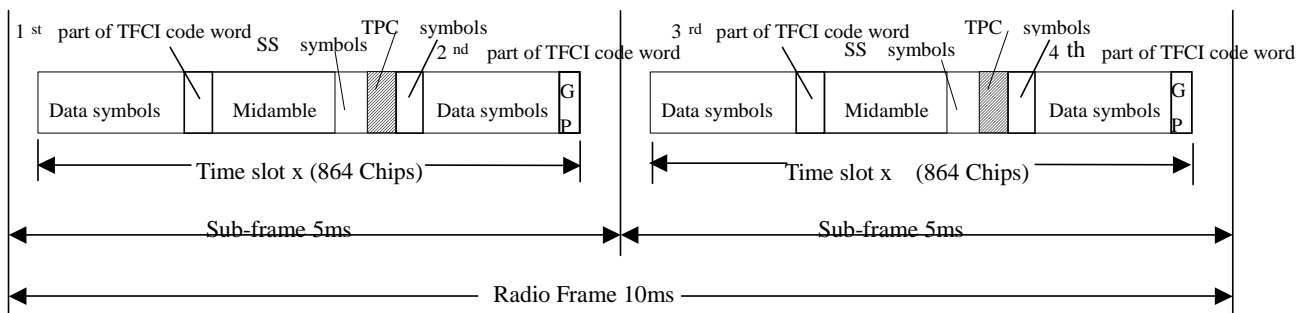 1 st part of TFCI code word
SS symbols
TPC symbols
2 nd part of TFCI code word
Data symbols
Midamble
Data symbols
G
P
Time slot x (864 Chips)
3 rd part of TFCI code word
SS symbols
TPC symbols
4 th part of TFCI code word
Data symbols
Midamble
Data symbols
G
P
Time slot x (864 Chips)
Sub-frame 5ms
Sub-frame 5ms
Radio Frame 10ms